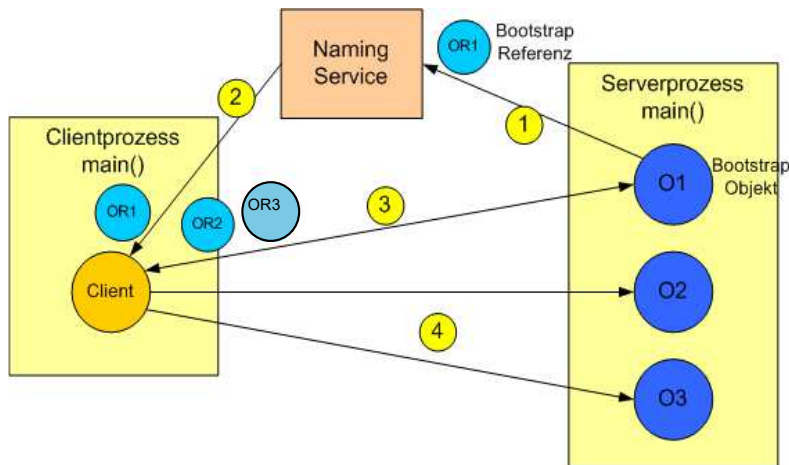 Naming
Service
OR1
Bootstrap
Referenz
2
1
Serverprozess
main()
Clientprozess
main()
O1
Bootstrap
Objekt
OR1
OR2
OR3
3
Client
O2
4
O3